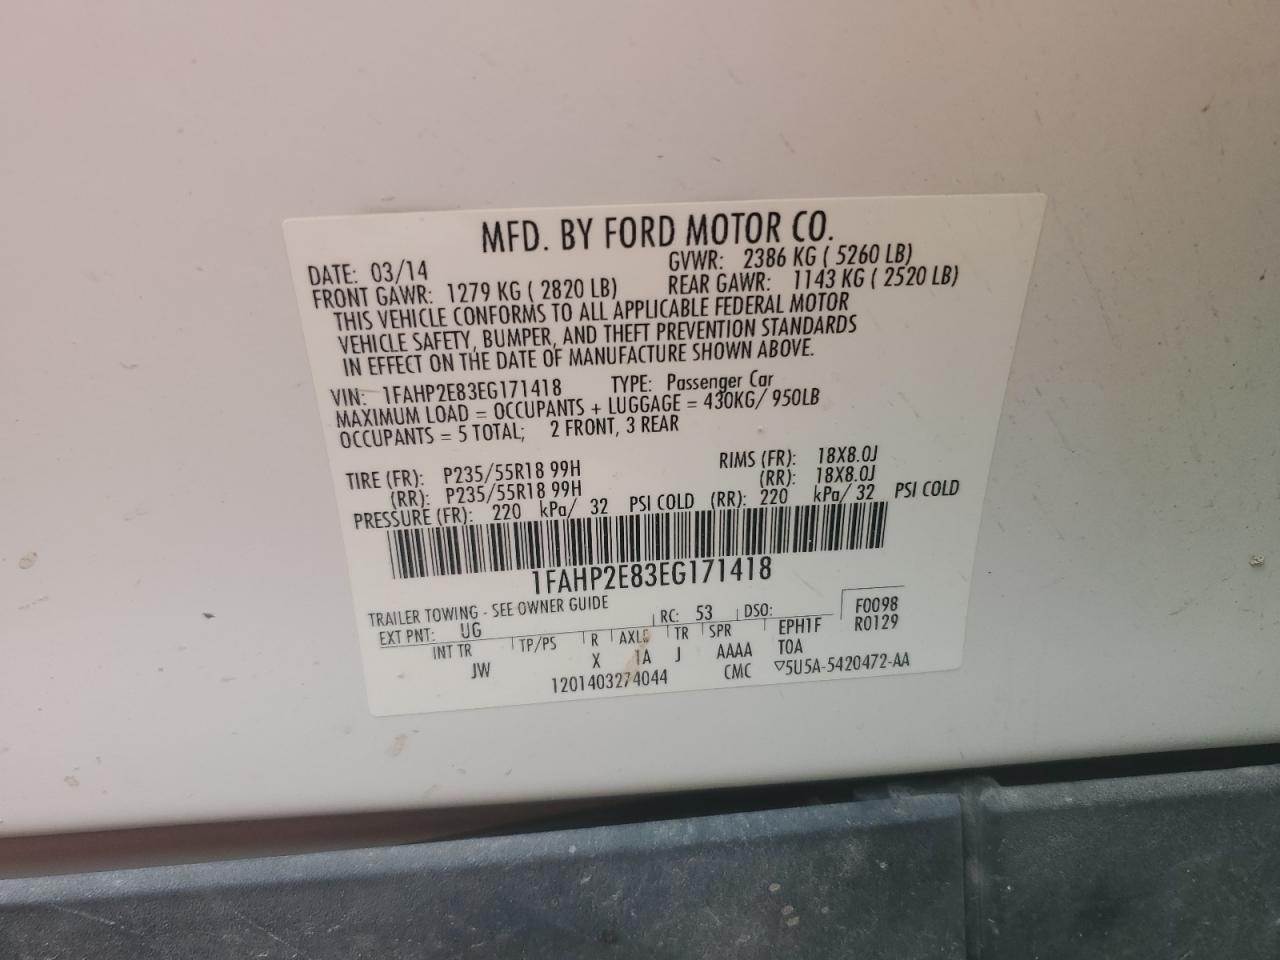 MFD. BY FORD MOTOR CO.
DATE: 03/14 GVWR: 2386 KG ( 5260 LB)
FRONT GAWR: 1279 KG ( 2820 LB) REAR GAWR: 1143 KG ( 2520 LB)
THIS VEHICLE CONFORMS TO ALL APPLICABLE FEDERAL MOTOR
VEHICLE SAFETY, BUMPER, AND THEFT PREVENTION STANDARDS
IN EFFECT ON THE DATE OF MANUFACTURE SHOWN ABOVE.
VIN: 1FAHP2E83EG171418 TYPE: Passenger Car
MAXIMUM LOAD = OCCUPANTS + LUGGAGE = 430KG/ 950LB
OCCUPANTS = 5 TOTAL; 2 FRONT, 3 REAR
TIRE (FR): P235/55R18 99H RIMS (FR): 18X8.0J
(RR): P235/55R18 99H (RR): 18X8.0J
PRESSURE (FR): 220 kPa/ 32 PSI COLD (RR): 220 kPa/ 32 PSI COLD
1FAHP2E83EG171418
TRAILER TOWING - SEE OWNER GUIDE
EXT PNT: UG RC: 53 DSO: F0098
INT TR TP/PS R AXLE TR SPR EPH1F R0129
JW X 1A J AAAA TOA
1201403274044 CMC ▽5U5A-5420472-AA